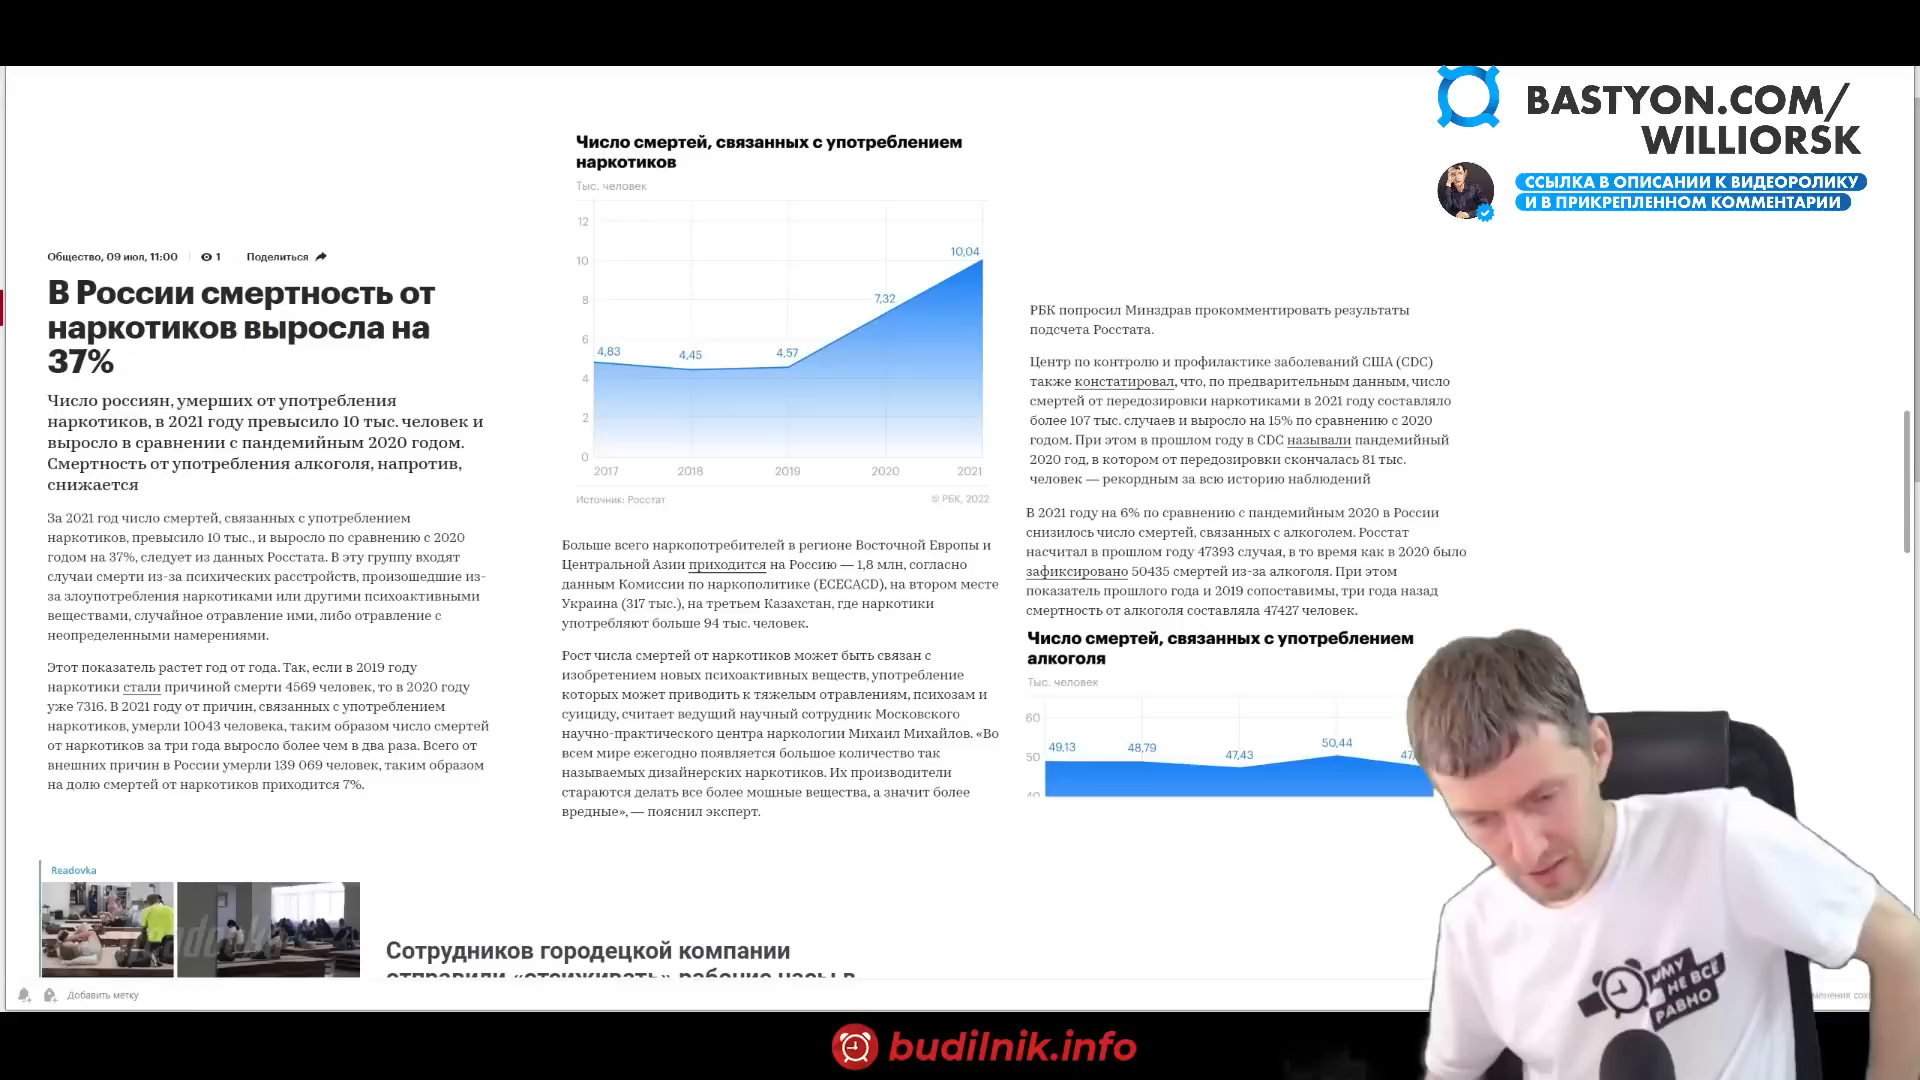 BASTYON.COM/
WILLIORSK
ССЫЛКА В ОПИСАНИИ К ВИДЕОРОЛИКУ
И В ПРИКРЕПЛЕННОМ КОММЕНТАРИИ
Общество, 09 июл, 11:00
1
Поделиться
В России смертность от
наркотиков выросла на
37%
Число россиян, умерших от употребления
наркотиков, в 2021 году превысило 10 тыс. человек и
выросло в сравнении с пандемийным 2020 годом.
Смертность от употребления алкоголя, напротив,
снижается
За 2021 год число смертей, связанных с употреблением
наркотиков, превысило 10 тыс., и выросло по сравнению с 2020
годом на 37%, следует из данных Росстата. В эту группу входят
случаи смерти из-за психических расстройств, произошедшие из-
за злоупотребления наркотиками или другими психоактивными
веществами, случайное отравление ими, либо отравление с
неопределенными намерениями.
Этот показатель растет год от года. Так, если в 2019 году
наркотики стали причиной смерти 4569 человек, то в 2020 году
уже 7316. В 2021 году от причин, связанных с употреблением
наркотиков, умерли 10043 человека, таким образом число смертей
от наркотиков за три года выросло более чем в два раза. Всего от
внешних причин в России умерли 139 069 человек, таким образом
на долю смертей от наркотиков приходится 7%.
Число смертей, связанных с употреблением
наркотиков
Тыс. человек
12
10
8
6
4
2
0
4,83
4,45
4,57
7,32
10,04
2017
2018
2019
2020
2021
Источник: Росстат
© РБК, 2022
Больше всего наркопотребителей в регионе Восточной Европы и
Центральной Азии приходится на Россию — 1,8 млн, согласно
данным Комиссии по наркополитике (ECECACD), на втором месте
Украина (317 тыс.), на третьем Казахстан, где наркотики
употребляют больше 94 тыс. человек.
Рост числа смертей от наркотиков может быть связан с
изобретением новых психоактивных веществ, употребление
которых может приводить к тяжелым отравлениям, психозам и
суициду, считает ведущий научный сотрудник Московского
научно-практического центра наркологии Михаил Михайлов. «Во
всем мире ежегодно появляется большое количество так
называемых дизайнерских наркотиков. Их производители
стараются делать все более мощные вещества, а значит более
вредные», — пояснил эксперт.
РБК попросил Минздрав прокомментировать результаты
подсчета Росстата.
Центр по контролю и профилактике заболеваний США (CDC)
также констатировал, что, по предварительным данным, число
смертей от передозировки наркотиками в 2021 году составляло
более 107 тыс. случаев и выросло на 15% по сравнению с 2020
годом. При этом в прошлом году в CDC называли пандемийный
2020 год, в котором от передозировки скончалась 81 тыс.
человек — рекордным за всю историю наблюдений
В 2021 году на 6% по сравнению с пандемийным 2020 в России
снизилось число смертей, связанных с алкоголем. Росстат
насчитал в прошлом году 47393 случая, в то время как в 2020 было
зафиксировано 50435 смертей из-за алкоголя. При этом
показатель прошлого года и 2019 сопоставимы, три года назад
смертность от алкоголя составляла 47427 человек.
Число смертей, связанных с употреблением
алкоголя
Тыс. человек
60
50
40
49,13
48,79
47,43
50,44
47,
Readovka
Сотрудников городецкой компании
отправили «отсиживать» рабочие часы в
Добавить метку
УМУ
НЕ ВСЁ
РАВНО
budilnik.info